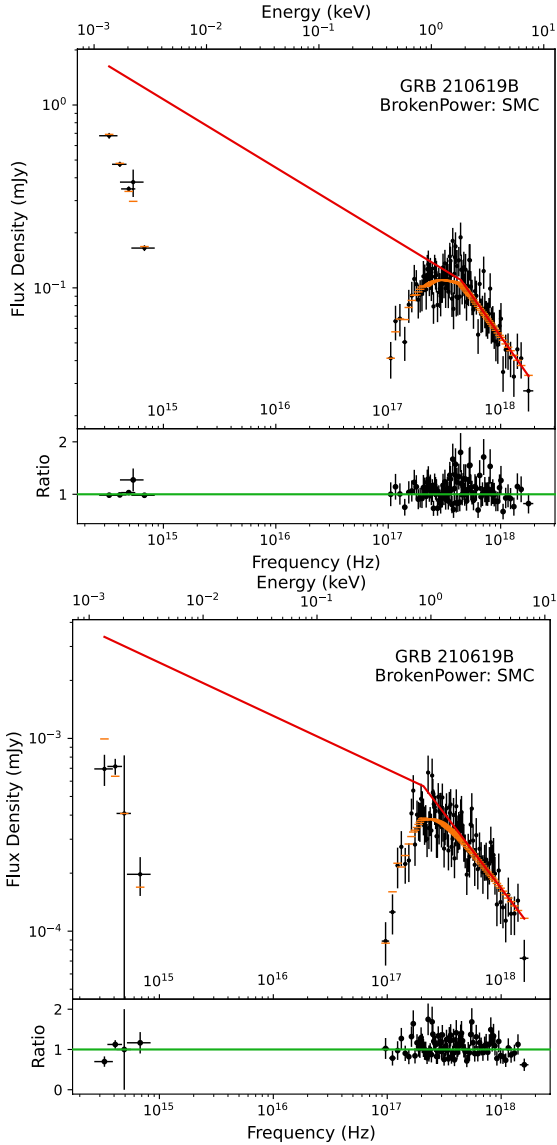 Energy (keV)
10⁻³ 10⁻² 10⁻¹ 10⁰ 10¹
GRB 210619B
BrokenPower: SMC
10⁰
Flux Density (mJy)
10⁻¹
10¹⁵ 10¹⁶ 10¹⁷ 10¹⁸
2
Ratio
1
10¹⁵ 10¹⁶ 10¹⁷ 10¹⁸
Frequency (Hz)
Energy (keV)
10⁻³ 10⁻² 10⁻¹ 10⁰ 10¹
GRB 210619B
BrokenPower: SMC
10⁻³
Flux Density (mJy)
10⁻⁴
10¹⁵ 10¹⁶ 10¹⁷ 10¹⁸
2
Ratio
1
0
10¹⁵ 10¹⁶ 10¹⁷ 10¹⁸
Frequency (Hz)